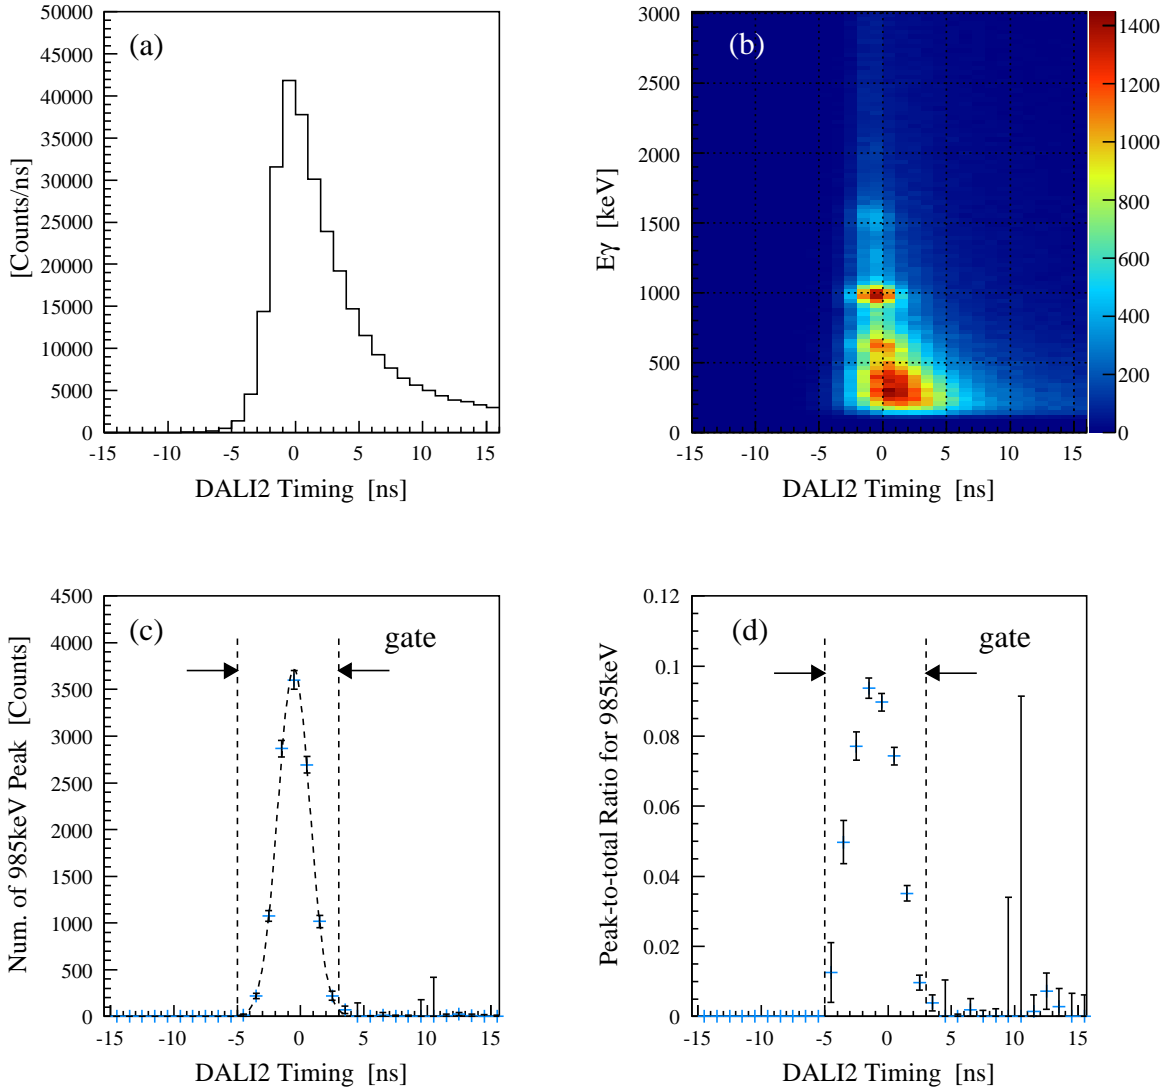 (a)
[Counts/ns]
50000
45000
40000
35000
30000
25000
20000
15000
10000
5000
0
-15 -10 -5 0 5 10 15
DALI2 Timing [ns]
(b)
Eγ [keV]
3000
2500
2000
1500
1000
500
0
-15 -10 -5 0 5 10 15
DALI2 Timing [ns]
1400
1200
1000
800
600
400
200
0
(c)
gate
Num. of 985keV Peak [Counts]
4500
4000
3500
3000
2500
2000
1500
1000
500
0
-15 -10 -5 0 5 10 15
DALI2 Timing [ns]
(d)
gate
Peak-to-total Ratio for 985keV
0.12
0.1
0.08
0.06
0.04
0.02
0
-15 -10 -5 0 5 10 15
DALI2 Timing [ns]